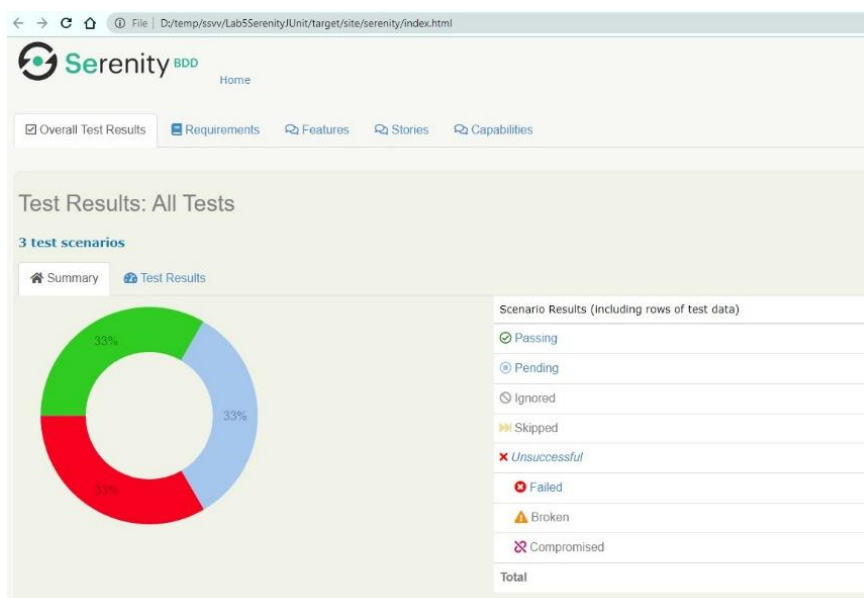 File | D:/temp/ssvv/Lab5SerenityJUnit/target/site/serenity/index.html
Serenity BDD
Home
Overall Test Results Requirements Features Stories Capabilities
Test Results: All Tests
3 test scenarios
Summary Test Results
Scenario Results (including rows of test data)
33%
Passing
Pending
Ignored
33%
Skipped
Unsuccessful
33%
Failed
Broken
Compromised
Total